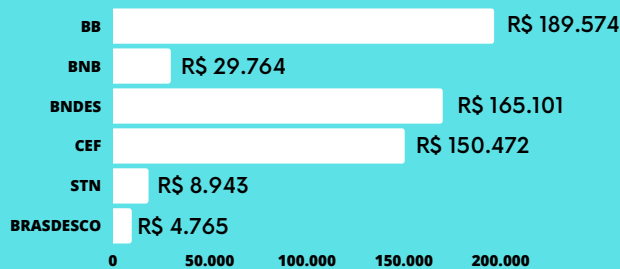 BB R$ 189.574
BNB R$ 29.764
BNDES R$ 165.101
CEF R$ 150.472
STN R$ 8.943
BRASDESCO R$ 4.765
0 50.000 100.000 150.000 200.000